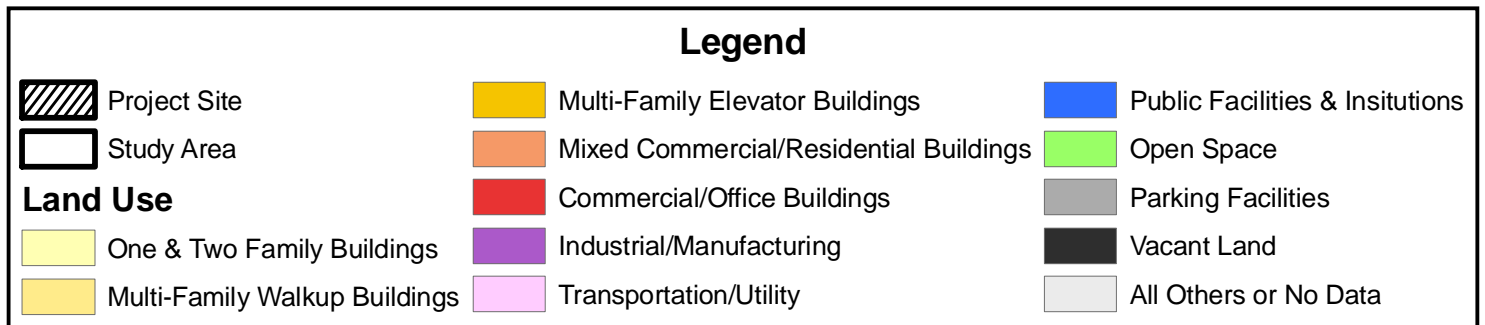 Legend
Project Site
Study Area
Land Use
One & Two Family Buildings
Multi-Family Walkup Buildings
Multi-Family Elevator Buildings
Mixed Commercial/Residential Buildings
Commercial/Office Buildings
Industrial/Manufacturing
Transportation/Utility
Public Facilities & Insitutions
Open Space
Parking Facilities
Vacant Land
All Others or No Data